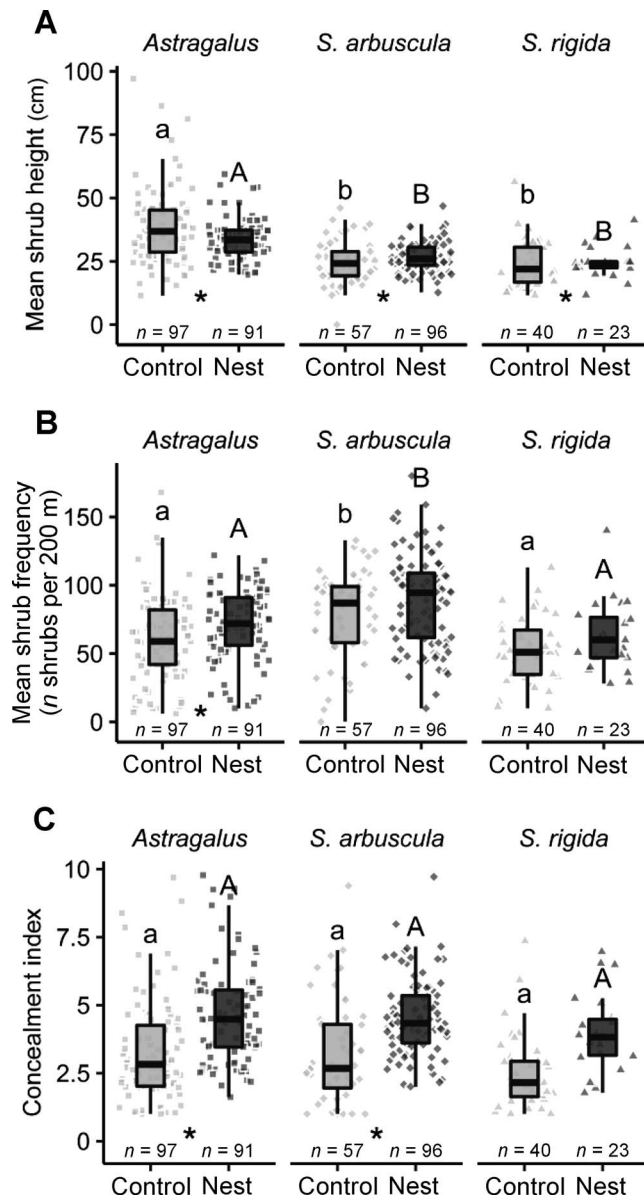 A
Astragalus S. arbuscula S. rigida
Mean shrub height (cm)
100
75
50
25
0
a A b B b B
* * *
n = 97 n = 91 n = 57 n = 96 n = 40 n = 23
Control Nest Control Nest Control Nest
B
Astragalus S. arbuscula S. rigida
Mean shrub frequency
(n shrubs per 200 m)
150
100
50
0
a A b B a A
*
n = 97 n = 91 n = 57 n = 96 n = 40 n = 23
Control Nest Control Nest Control Nest
C
Astragalus S. arbuscula S. rigida
Concealment index
10
7.5
5
2.5
0
a A a A a A
* *
n = 97 n = 91 n = 57 n = 96 n = 40 n = 23
Control Nest Control Nest Control Nest